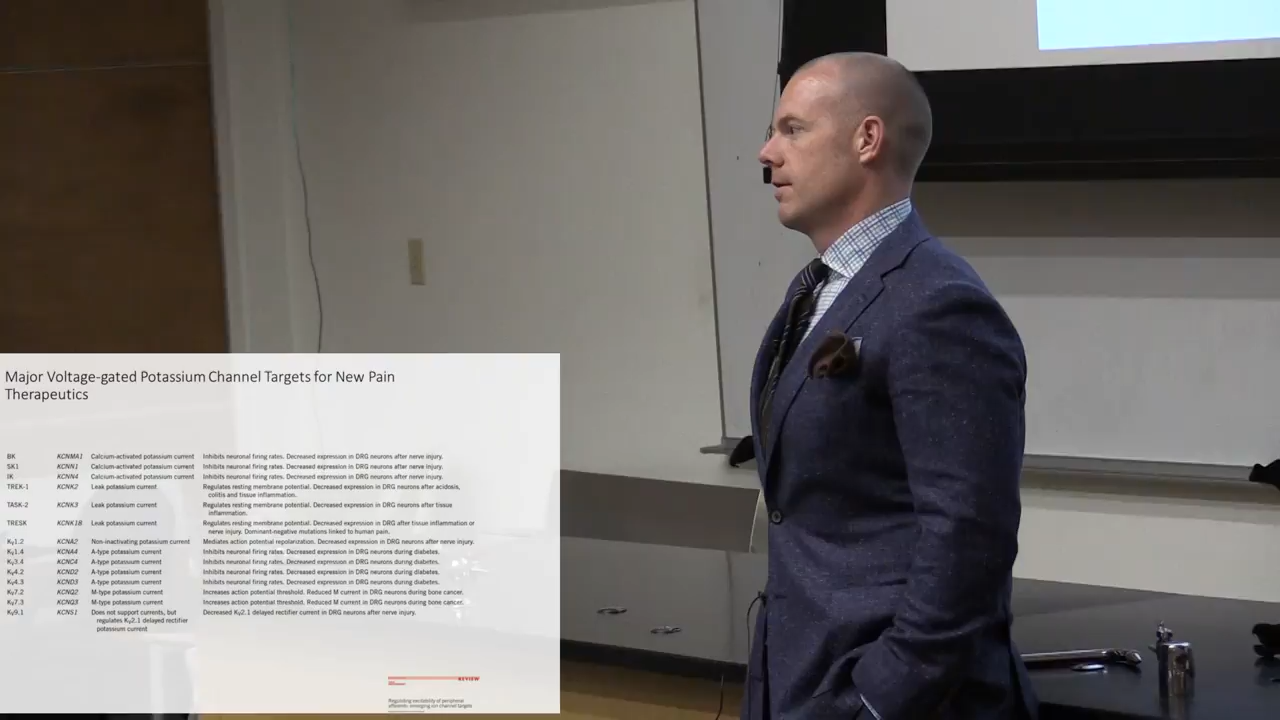 Major Voltage-gated Potassium Channel Targets for New Pain
Therapeutics
BK KCNMA1 Calcium-activated potassium current Inhibits neuronal firing rates. Decreased expression in DRG neurons after nerve injury.
SK1 KCNN1 Calcium-activated potassium current Inhibits neuronal firing rates. Decreased expression in DRG neurons after nerve injury.
IK KCNN4 Calcium-activated potassium current Inhibits neuronal firing rates. Decreased expression in DRG neurons after nerve injury.
TREK-1 KCNK2 Leak potassium current Regulates resting membrane potential. Decreased expression in DRG neurons after acidosis,
colitis and tissue inflammation.
TASK-2 KCNK3 Leak potassium current Regulates resting membrane potential. Decreased expression in DRG neurons after tissue
inflammation.
TRESK KCNK18 Leak potassium current Regulates resting membrane potential. Decreased expression in DRG after tissue inflammation or
nerve injury. Dominant-negative mutations linked to human pain.
KV1.2 KCNA2 Non-inactivating potassium current Mediates action potential repolarization. Decreased expression in DRG neurons after nerve injury.
KV1.4 KCNA4 A-type potassium current Inhibits neuronal firing rates. Decreased expression in DRG neurons during diabetes.
KV3.4 KCNC4 A-type potassium current Inhibits neuronal firing rates. Decreased expression in DRG neurons during diabetes.
KV4.2 KCND2 A-type potassium current Inhibits neuronal firing rates. Decreased expression in DRG neurons during diabetes.
KV4.3 KCND3 A-type potassium current Inhibits neuronal firing rates. Decreased expression in DRG neurons during diabetes.
KV7.2 KCNQ2 M-type potassium current Increases action potential threshold. Reduced M current in DRG neurons during bone cancer.
KV7.3 KCNQ3 M-type potassium current Increases action potential threshold. Reduced M current in DRG neurons during bone cancer.
KV9.1 KCNS1 Does not support currents, but Decreased KV2.1 delayed rectifier current in DRG neurons after nerve injury.
regulates KV2.1 delayed rectifier
potassium current
REVIEW
Regulating excitability of peripheral
afferents: emerging ion channel targets